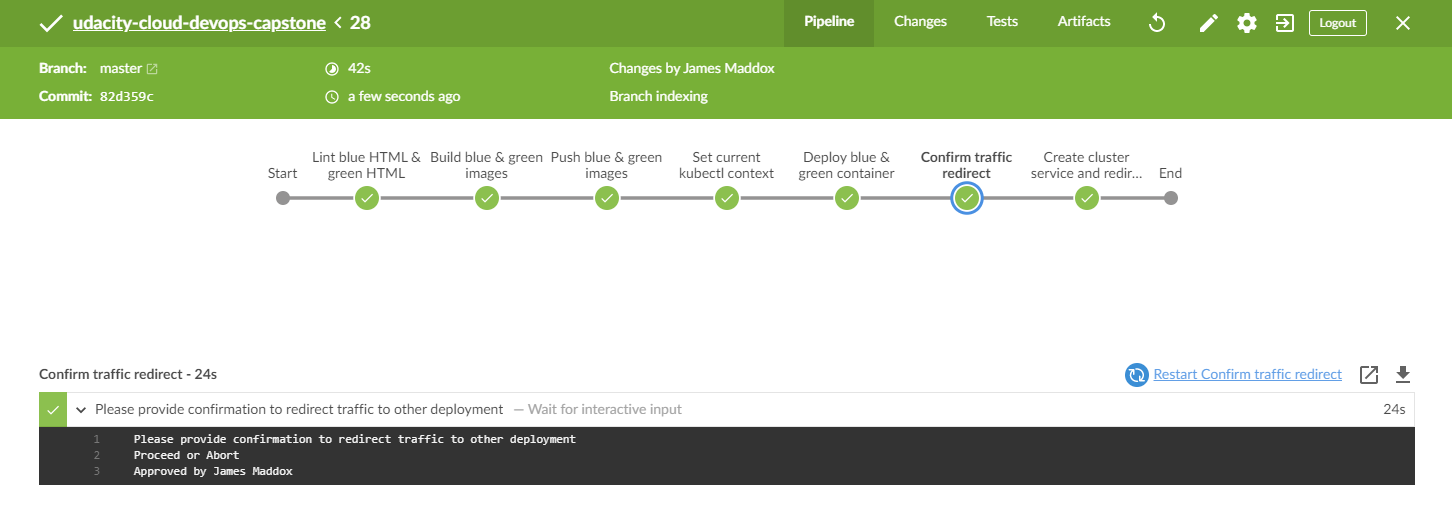 udacity-cloud-devops-capstone < 28
Pipeline Changes Tests Artifacts Logout
Branch: master 42s Changes by James Maddox
Commit: 82d359c a few seconds ago Branch indexing
Start
Lint blue HTML &
green HTML
Build blue & green
images
Push blue & green
images
Set current
kubectl context
Deploy blue &
green container
Confirm traffic
redirect
Create cluster
service and redir...
End
Confirm traffic redirect - 24s
Restart Confirm traffic redirect
Please provide confirmation to redirect traffic to other deployment — Wait for interactive input 24s
1 Please provide confirmation to redirect traffic to other deployment
2 Proceed or Abort
3 Approved by James Maddox